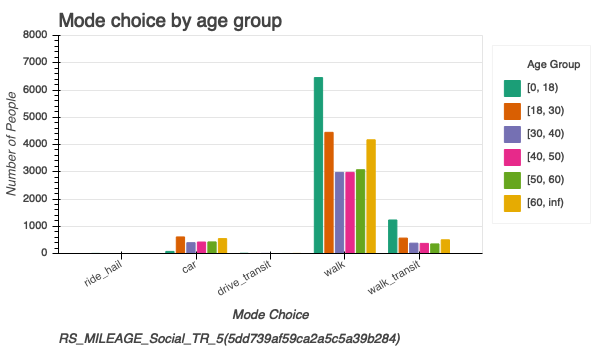 Mode choice by age group
8000
7000
6000
5000
4000
3000
2000
1000
0
Number of People
ride_hail
car
drive_transit
walk
walk_transit
Mode Choice
Age Group
[0, 18)
[18, 30)
[30, 40)
[40, 50)
[50, 60)
[60, inf)
RS_MILEAGE_Social_TR_5(5dd739af59ca2a5c5a39b284)